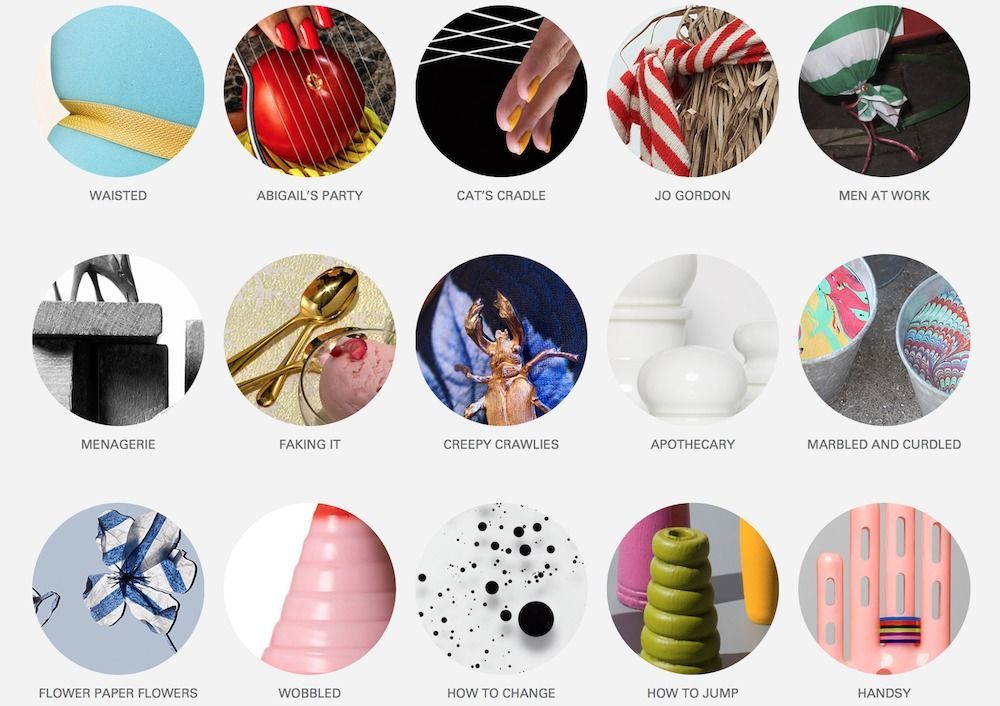 WAISTED
ABIGAIL'S PARTY
CAT'S CRADLE
JO GORDON
MEN AT WORK
MENAGERIE
FAKING IT
CREEPY CRAWLIES
APOTHECARY
MARBLED AND CURDLED
FLOWER PAPER FLOWERS
WOBBLED
HOW TO CHANGE
HOW TO JUMP
HANDSY